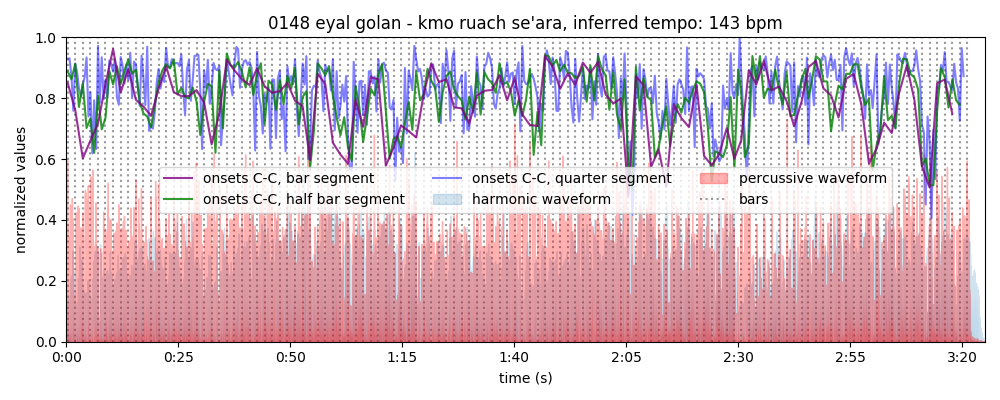 0148 eyal golan - kmo ruach se'ara, inferred tempo: 143 bpm
1.0
0.8
0.6
0.4
0.2
0.0
normalized values
onsets C-C, bar segment
onsets C-C, half bar segment
onsets C-C, quarter segment
harmonic waveform
percussive waveform
bars
0:00 0:25 0:50 1:15 1:40 2:05 2:30 2:55 3:20
time (s)